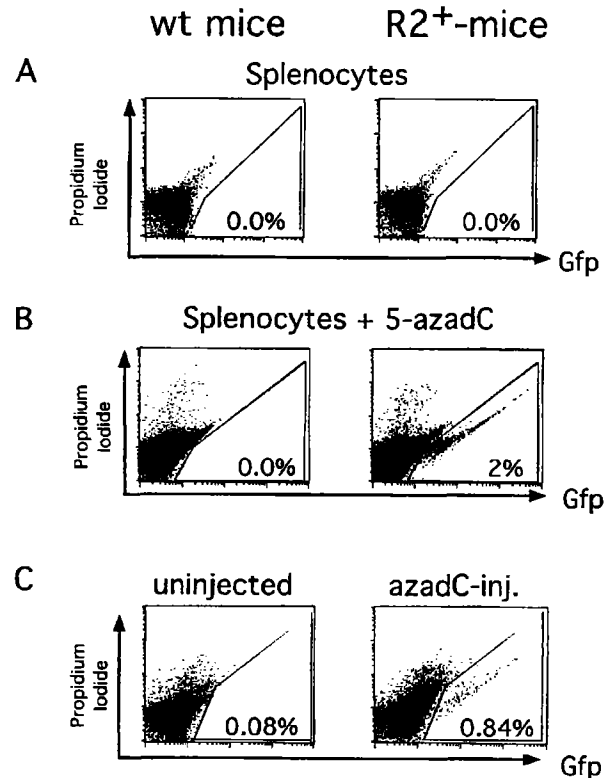 wt mice R2+-mice
A
Splenocytes
Propidium
Iodide
0.0% 0.0%
Gfp
B
Splenocytes + 5-azadC
Propidium
Iodide
0.0% 2%
Gfp
C
uninjected azadC-inj.
Propidium
Iodide
0.08% 0.84%
Gfp